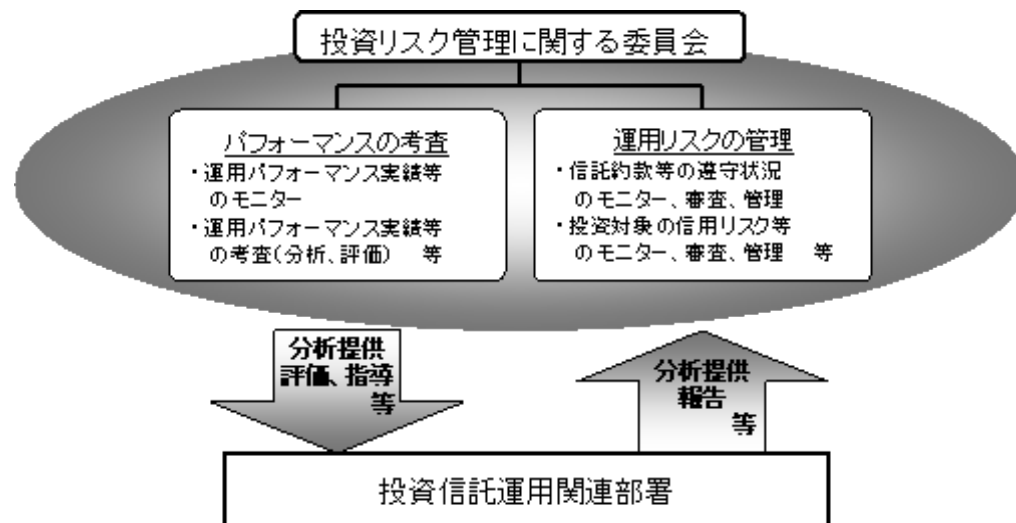 投資リスク管理に関する委員会
パフォーマンスの考査
・運用パフォーマンス実績等
のモニター
・運用パフォーマンス実績等
の考査(分析、評価) 等
運用リスクの管理
・信託約款等の遵守状況
のモニター、審査、管理
・投資対象の信用リスク等
のモニター、審査、管理 等
分析提供
評価、指導
等
分析提供
報告
等
投資信託運用関連部署